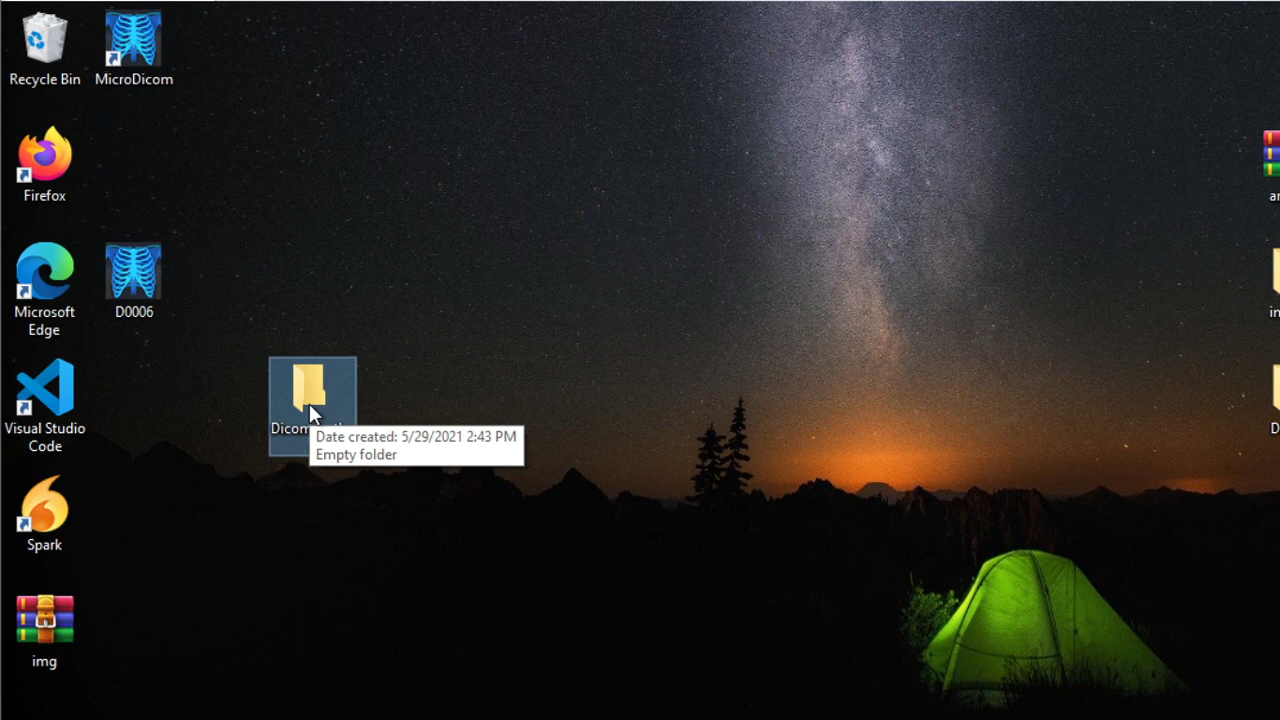 Recycle Bin
MicroDicom
Firefox
Microsoft
Edge
D0006
Visual Studio
Code
Date created: 5/29/2021 2:43 PM
Empty folder
Spark
img